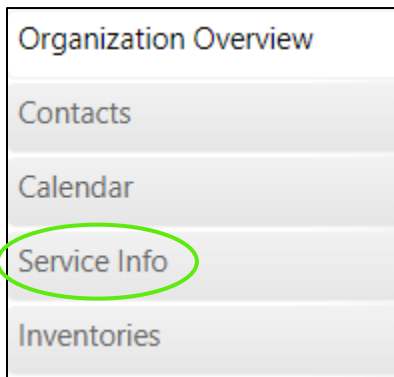 Organization Overview
Contacts
Calendar
Service Info
Inventories